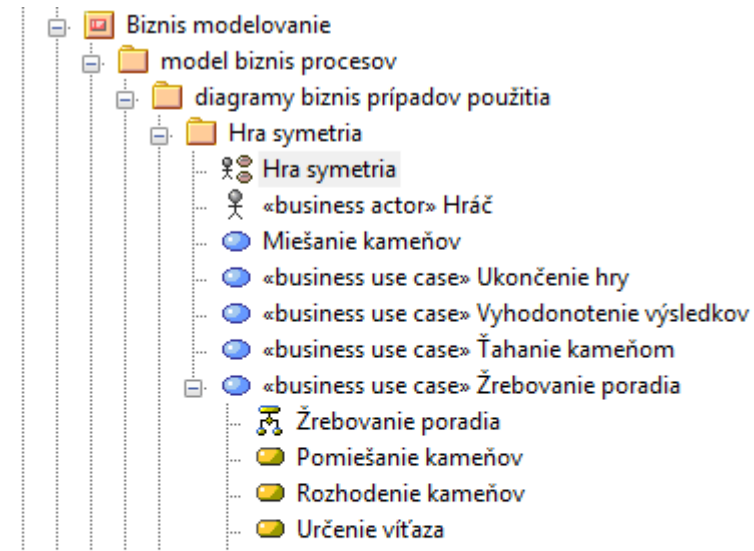 Biznis modelovanie
model biznis procesov
diagramy biznis prípadov použitia
Hra symetria
Hra symetria
«business actor» Hráč
Miešanie kameňov
«business use case» Ukončenie hry
«business use case» Vyhodonotenie výsledkov
«business use case» Ťahanie kameňom
«business use case» Žrebovanie poradia
Žrebovanie poradia
Pomiešanie kameňov
Rozhodenie kameňov
Určenie víťaza